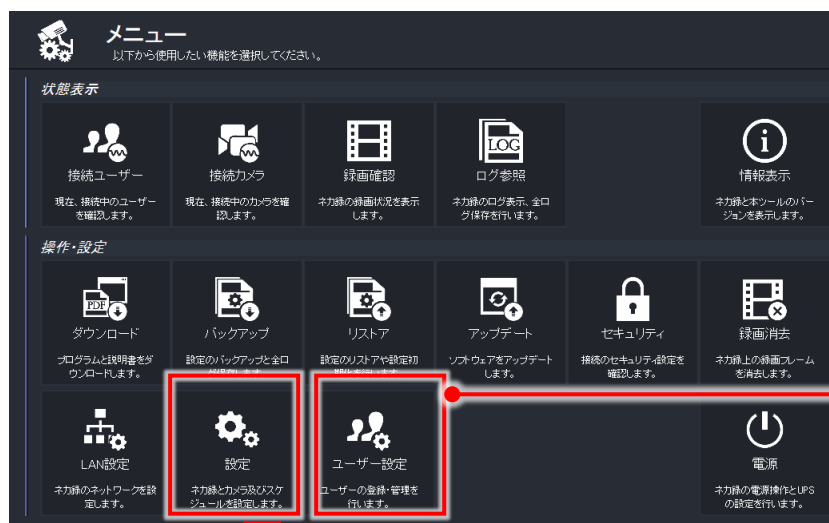 メニュー
以下から使用したい機能を選択してください。
状態表示
接続ユーザー
現在、接続中のユーザー
を確認します。
接続カメラ
現在、接続中のカメラを確
認します。
録画確認
ネカ録の録画状況を表示
します。
LOG
ログ参照
ネカ録のログ表示、全ロ
グ保存を行います。
i
情報表示
ネカ録と本ツールのバー
ジョンを表示します。
操作・設定
PDF
ダウンロード
プログラムと説明書をダ
ウンロードします。
バックアップ
設定のバックアップと全ロ
グ保存します。
リストア
設定のリストアや設定初
期化を行います。
アップデート
ソフトウェアをアップデート
します。
セキュリティ
接続のセキュリティ設定を
確認します。
録画消去
ネカ録上の録画フレーム
を消去します。
LAN設定
ネカ録のネットワークを設
定します。
設定
ネカ録とカメラ及びスケ
ジュールを設定します。
ユーザー設定
ユーザーの登録・管理を
行います。
電源
ネカ録の電源操作とUPS
の設定を行います。